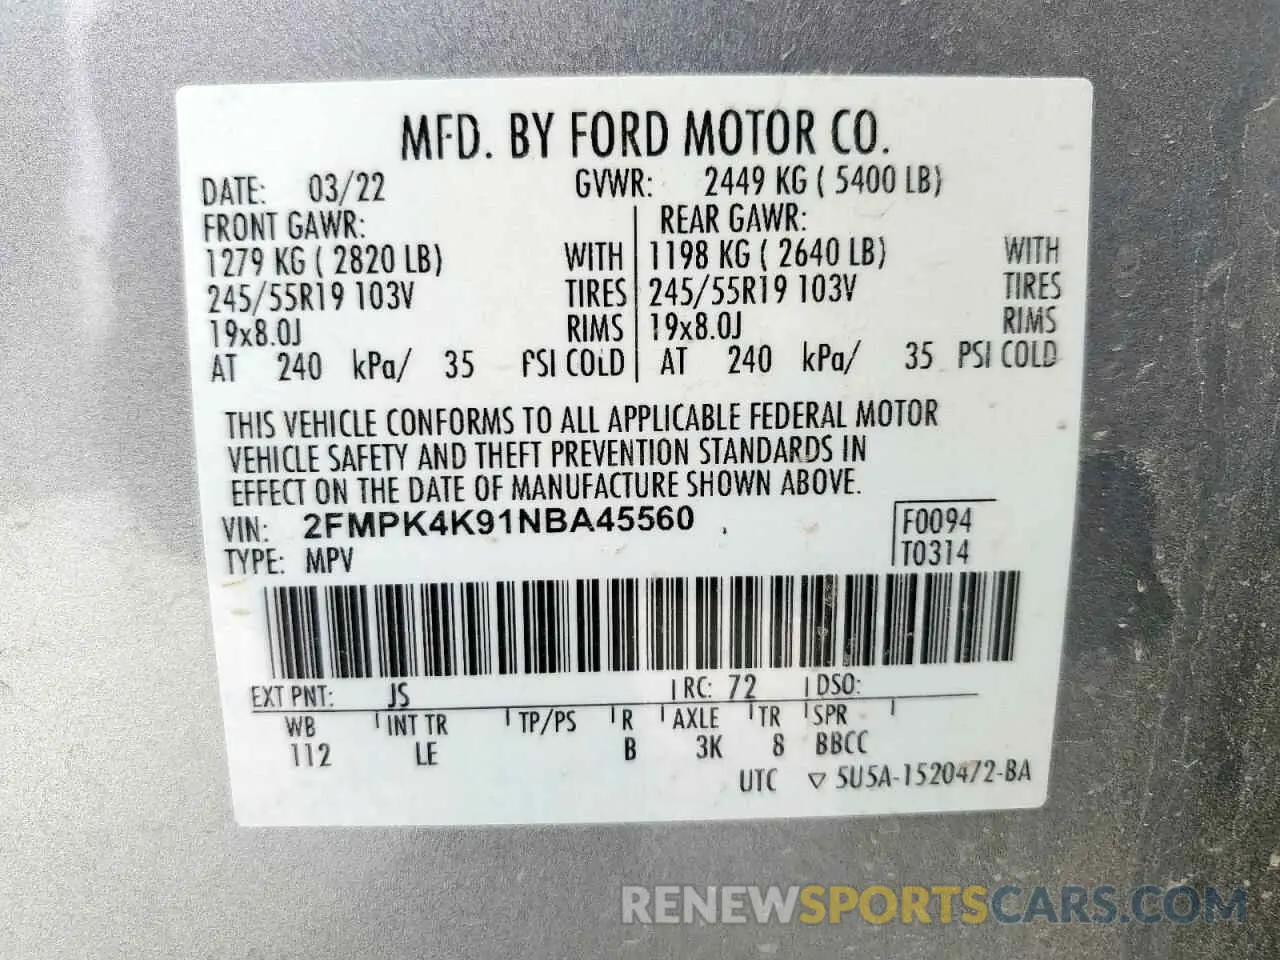 MFD. BY FORD MOTOR CO.
DATE: 03/22 GVWR: 2449 KG ( 5400 LB)
FRONT GAWR: REAR GAWR:
1279 KG ( 2820 LB) WITH 1198 KG ( 2640 LB) WITH
245/55R19 103V TIRES 245/55R19 103V TIRES
19x8.0J RIMS 19x8.0J RIMS
AT 240 kPa/ 35 PSI COLD AT 240 kPa/ 35 PSI COLD
THIS VEHICLE CONFORMS TO ALL APPLICABLE FEDERAL MOTOR
VEHICLE SAFETY AND THEFT PREVENTION STANDARDS IN
EFFECT ON THE DATE OF MANUFACTURE SHOWN ABOVE.
VIN: 2FMPK4K91NBA45560 F0094
TYPE: MPV T0314
EXT PNT: JS RC: 72 DSO:
WB INT TR TP/PS R AXLE TR SPR
112 LE B 3K 8 BBCC
UTC ▽ 5U5A-1520472-BA
RENEWSPORTSCARS.COM